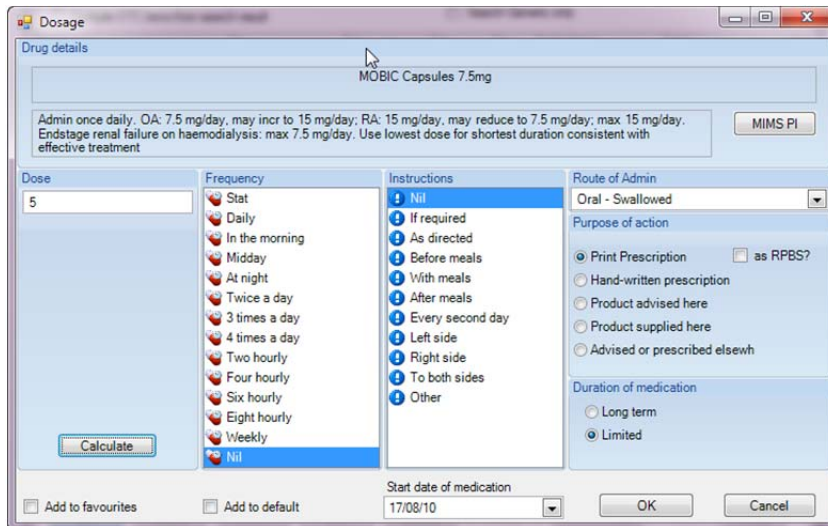 Dosage
Drug details
MOBIC Capsules 7.5mg
Admin once daily. OA: 7.5 mg/day, may incr to 15 mg/day; RA: 15 mg/day, may reduce to 7.5 mg/day; max 15 mg/day.
Endstage renal failure on haemodialysis: max 7.5 mg/day. Use lowest dose for shortest duration consistent with
effective treatment
MIMS PI
Dose
5
Calculate
Frequency
Stat
Daily
In the morning
Midday
At night
Twice a day
3 times a day
4 times a day
Two hourly
Four hourly
Six hourly
Eight hourly
Weekly
Nil
Instructions
Nil
If required
As directed
Before meals
With meals
After meals
Every second day
Left side
Right side
To both sides
Other
Route of Admin
Oral - Swallowed
Purpose of action
Print Prescription
as RPBS?
Hand-written prescription
Product advised here
Product supplied here
Advised or prescribed elsewh
Duration of medication
Long term
Limited
Add to favourites
Add to default
Start date of medication
17/08/10
OK
Cancel